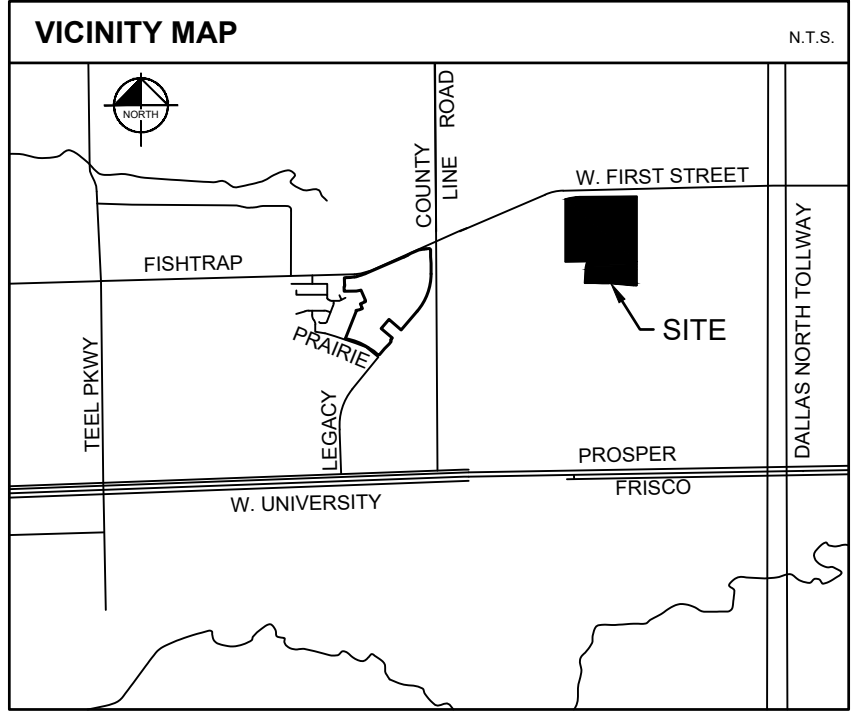 VICINITY MAP
N.T.S.
NORTH
COUNTY
LINE ROAD
W. FIRST STREET
FISHTRAP
DALLAS NORTH TOLLWAY
SITE
PRAIRIE
TEEL PKWY
LEGACY
PROSPER
FRISCO
W. UNIVERSITY